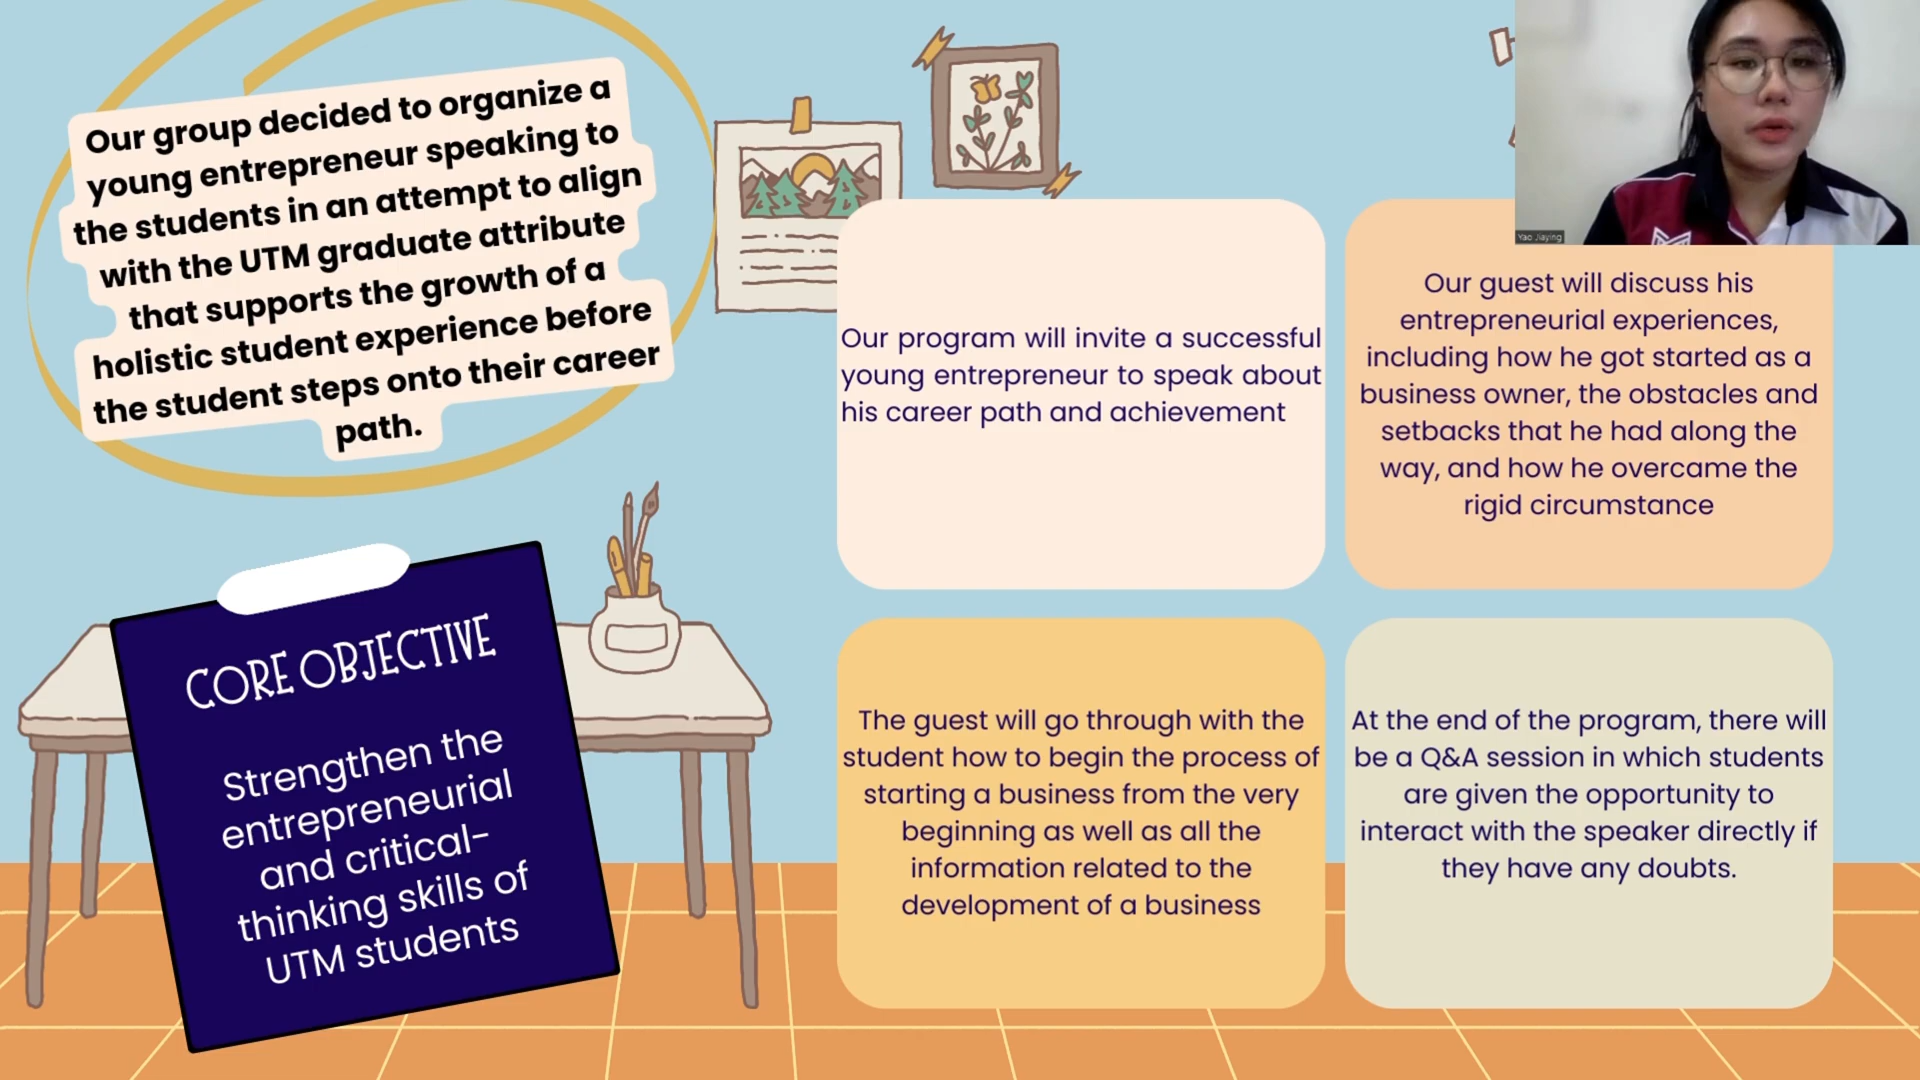 Our group decided to organize a
young entrepreneur speaking to
the students in an attempt to align
with the UTM graduate attribute
that supports the growth of a
holistic student experience before
the student steps onto their career
path.
CORE OBJECTIVE
Strengthen the
entrepreneurial
and critical-
thinking skills of
UTM students
Our program will invite a successful
young entrepreneur to speak about
his career path and achievement
Our guest will discuss his
entrepreneurial experiences,
including how he got started as a
business owner, the obstacles and
setbacks that he had along the
way, and how he overcame the
rigid circumstance
The guest will go through with the
student how to begin the process of
starting a business from the very
beginning as well as all the
information related to the
development of a business
At the end of the program, there will
be a Q&A session in which students
are given the opportunity to
interact with the speaker directly if
they have any doubts.
Yao Jiaying